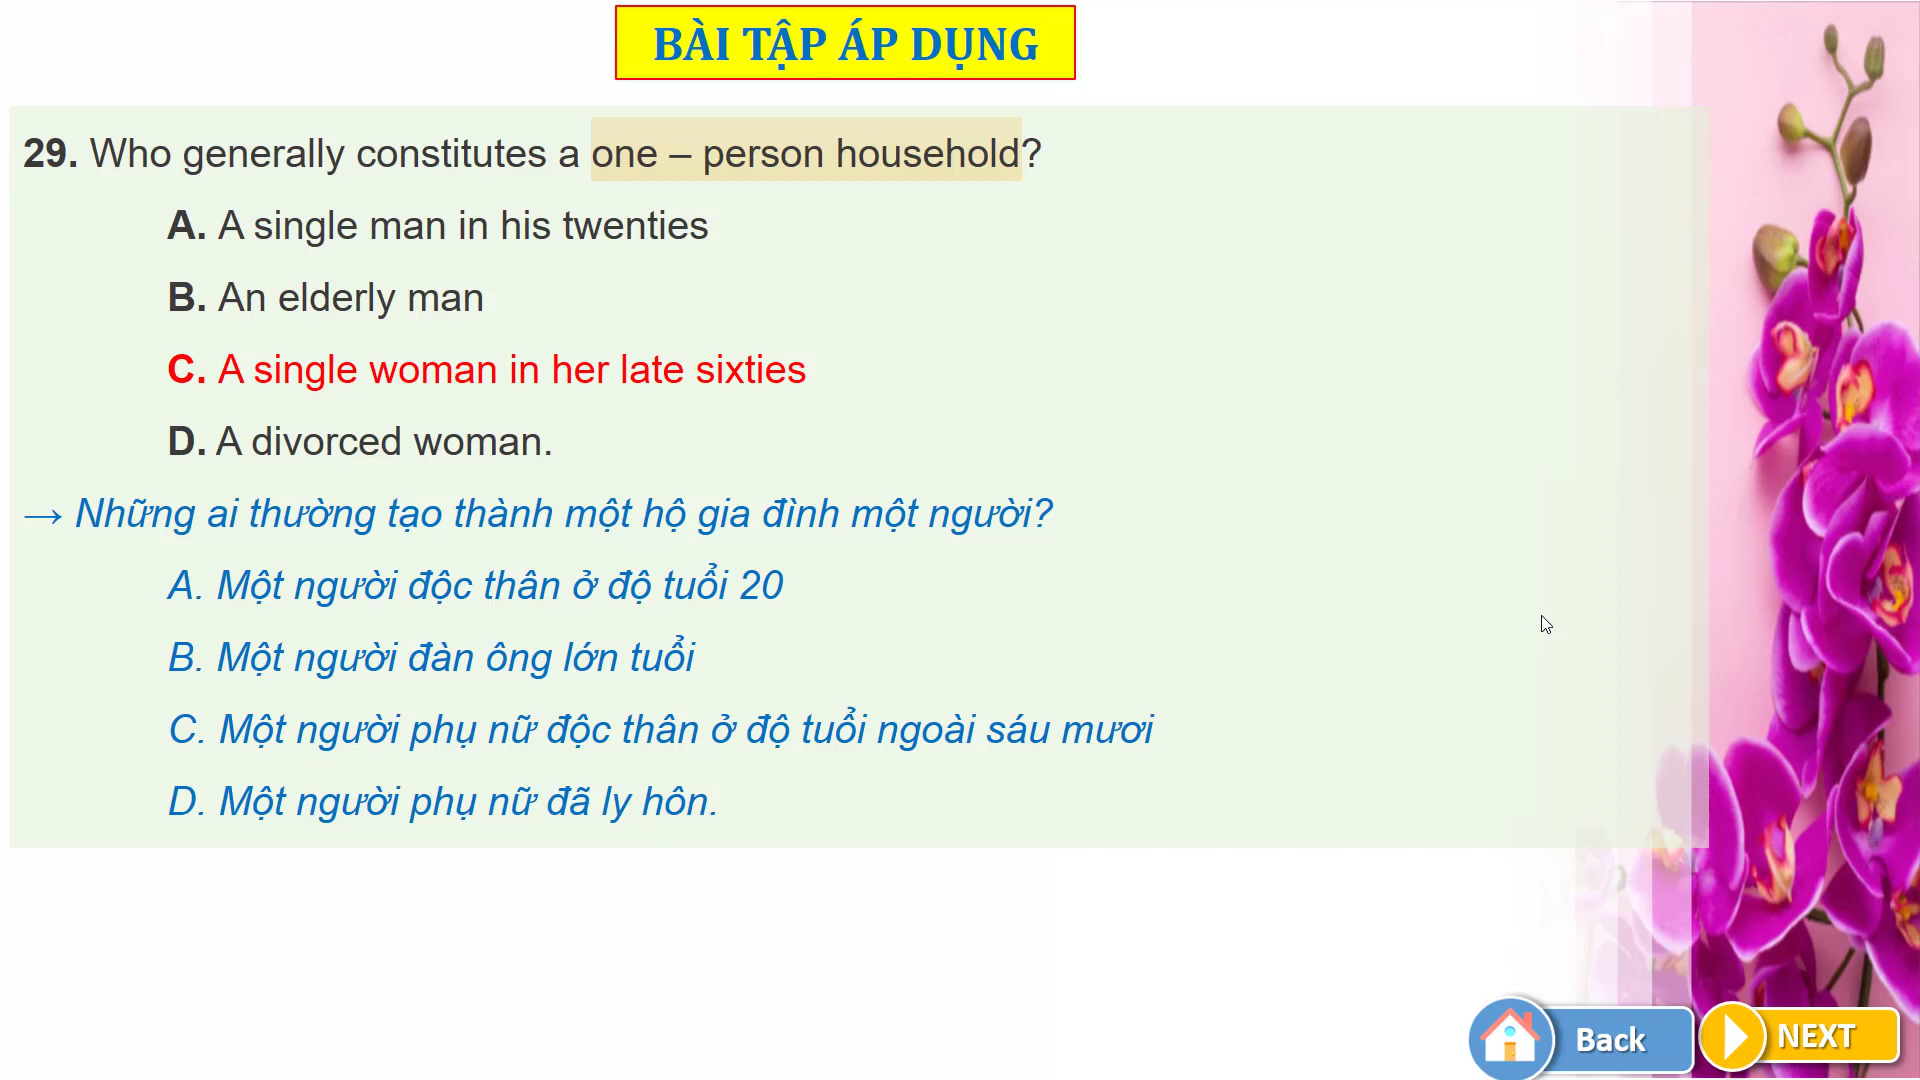 BÀI TẬP ÁP DỤNG
29. Who generally constitutes a one – person household?
A. A single man in his twenties
B. An elderly man
C. A single woman in her late sixties
D. A divorced woman.
→ Những ai thường tạo thành một hộ gia đình một người?
A. Một người độc thân ở độ tuổi 20
B. Một người đàn ông lớn tuổi
C. Một người phụ nữ độc thân ở độ tuổi ngoài sáu mươi
D. Một người phụ nữ đã ly hôn.
Back
NEXT